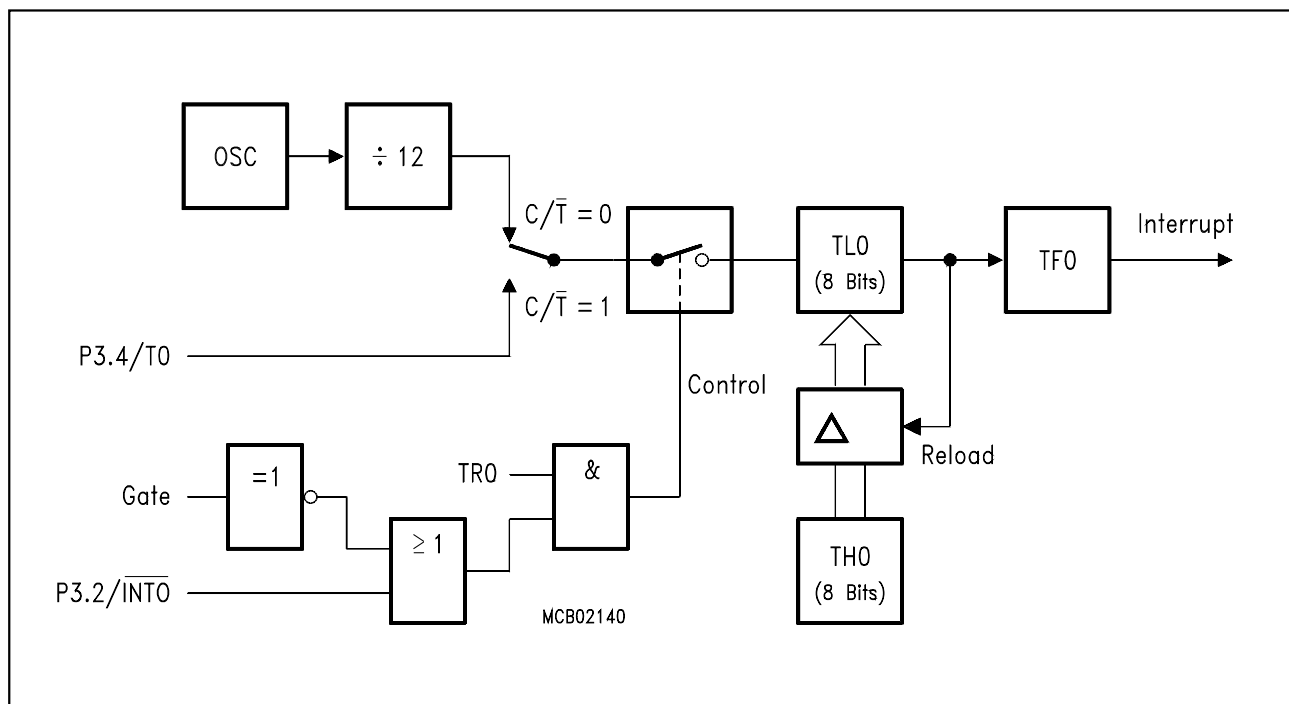 OSC
÷ 12
C/T̅ = 0
C/T̅ = 1
P3.4/T0
TL0
(8 Bits)
TF0
Interrupt
Control
Reload
Gate
=1
TR0
&
≥ 1
P3.2/I̅N̅T̅0̅
TH0
(8 Bits)
MCB02140